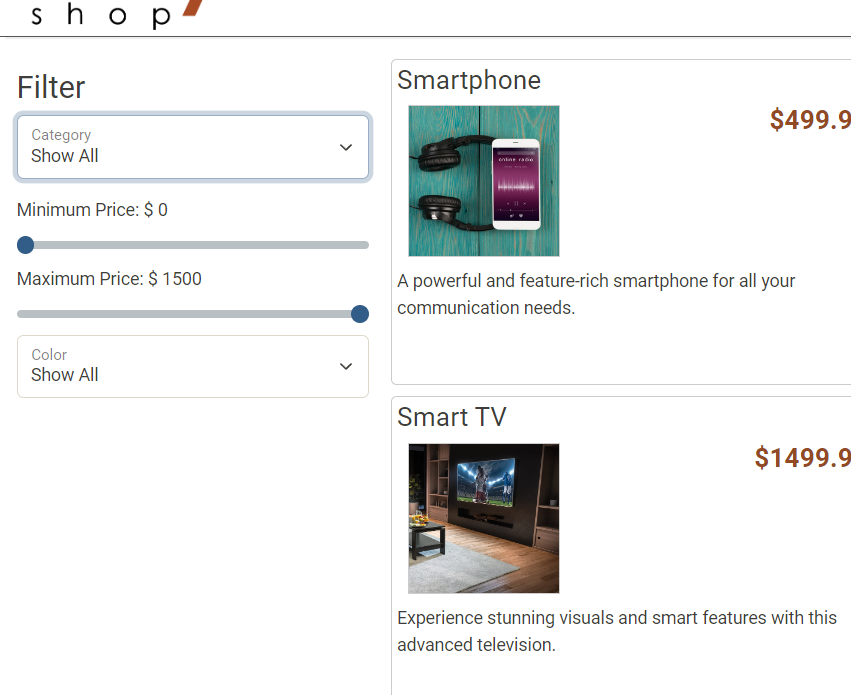 shop
Filter
Category
Show All
Minimum Price: $ 0
Maximum Price: $ 1500
Color
Show All
Smartphone
$499.9
online radio
A powerful and feature-rich smartphone for all your
communication needs.
Smart TV
$1499.9
Experience stunning visuals and smart features with this
advanced television.